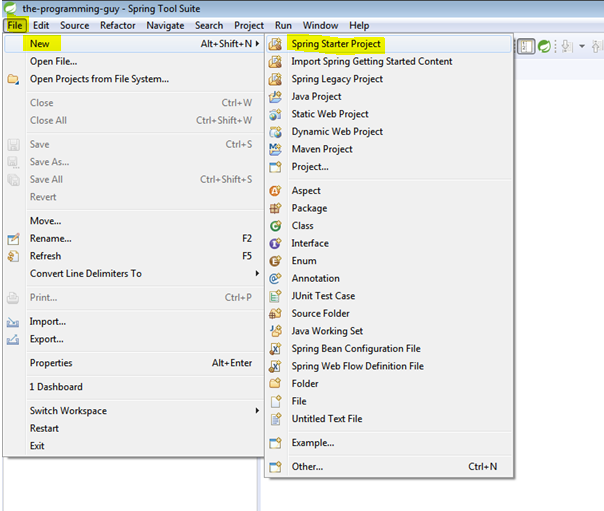 the-programming-guy - Spring Tool Suite
File Edit Source Refactor Navigate Search Project Run Window Help
New Alt+Shift+N
Open File...
Open Projects from File System...
Close Ctrl+W
Close All Ctrl+Shift+W
Save Ctrl+S
Save As...
Save All Ctrl+Shift+S
Revert
Move...
Rename... F2
Refresh F5
Convert Line Delimiters To
Print... Ctrl+P
Import...
Export...
Properties Alt+Enter
1 Dashboard
Switch Workspace
Restart
Exit
Spring Starter Project
Import Spring Getting Started Content
Spring Legacy Project
Java Project
Static Web Project
Dynamic Web Project
Maven Project
Project...
Aspect
Package
Class
Interface
Enum
Annotation
JUnit Test Case
Source Folder
Java Working Set
Spring Bean Configuration File
Spring Web Flow Definition File
Folder
File
Untitled Text File
Example...
Other... Ctrl+N